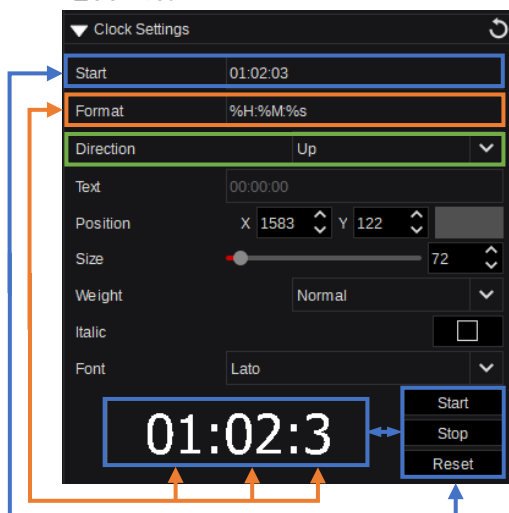 Clock Settings
Start 01:02:03
Format %H:%M:%s
Direction Up
Text 00:00:00
Position X 1583 Y 122
Size 72
Weight Normal
Italic
Font Lato
01:02:3
Start
Stop
Reset